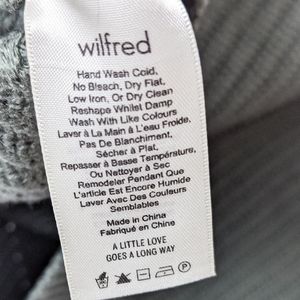 wilfred
Hand Wash Cold,
No Bleach, Dry Flat,
Low Iron, Or Dry Clean
Reshape Whilst Damp
Wash With Like Colours
Laver à La Main à L'eau Froide,
Pas De Blanchiment,
Sécher à Plat,
Repasser à Basse Température,
Ou Nettoyer à Sec
Remodeler Pendant Que
L'article Est Encore Humide
Laver Avec Des Couleurs
Semblables
Made in China
Fabriqué en Chine
A LITTLE LOVE
GOES A LONG WAY
P